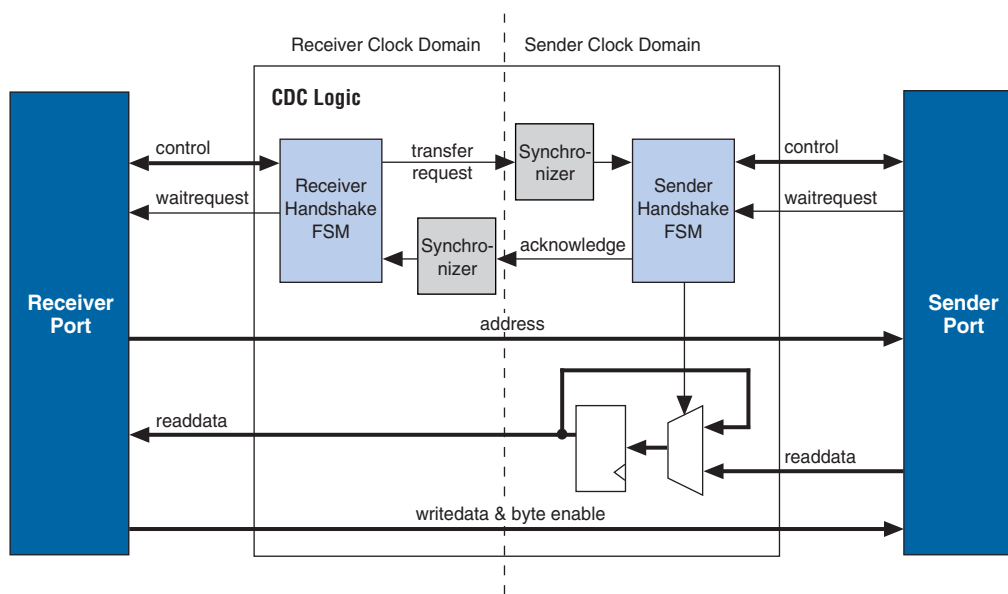 Receiver Clock Domain
Sender Clock Domain
CDC Logic
control
transfer
request
Synchro-
nizer
control
Receiver
Handshake
FSM
Sender
Handshake
FSM
waitrequest
waitrequest
Synchro-
nizer
acknowledge
Receiver
Port
Sender
Port
address
readdata
readdata
writedata & byte enable